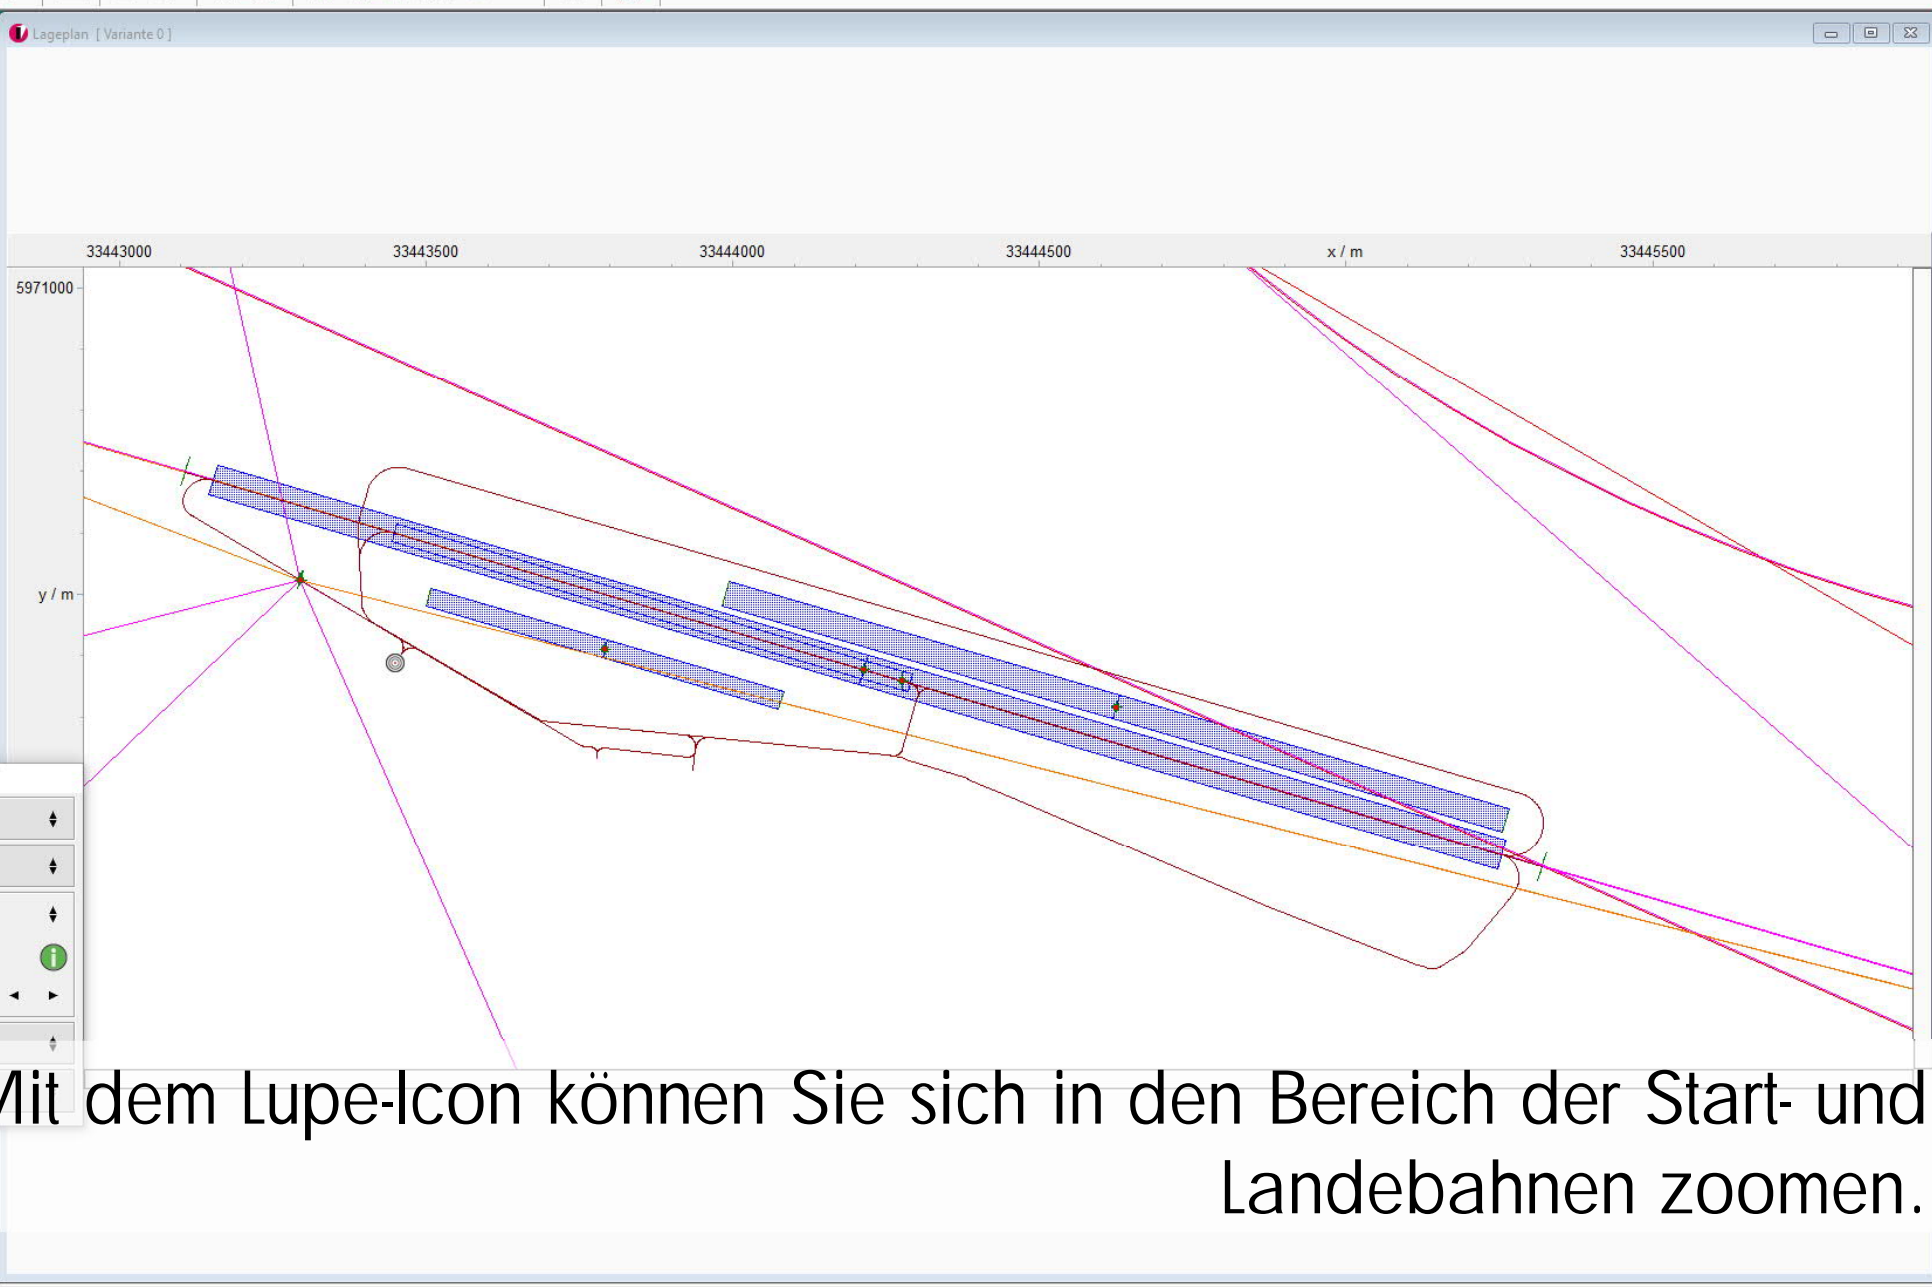 Lageplan [ Variante 0 ]
33443000 33443500 33444000 33444500 x / m 33445500
5971000
y / m
Mit dem Lupe-Icon können Sie sich in den Bereich der Start- und
Landebahnen zoomen.